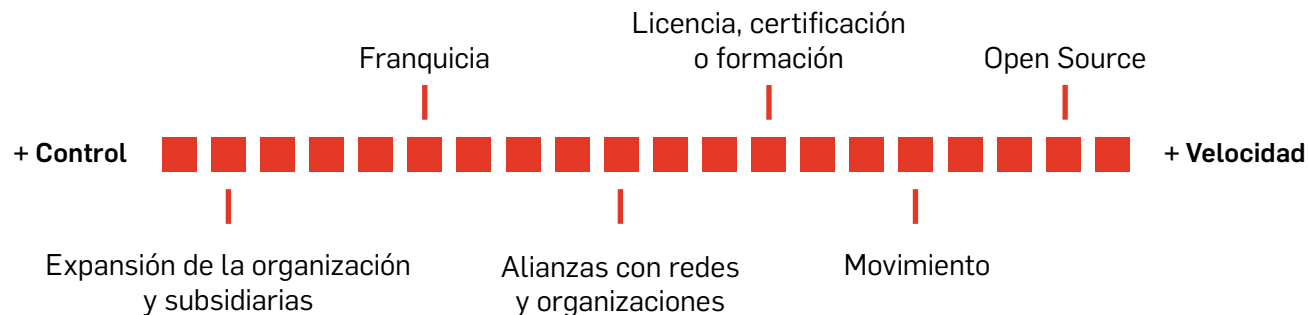 Licencia, certificación
o formación
Franquicia
Open Source
+ Control
+ Velocidad
Expansión de la organización
y subsidiarias
Alianzas con redes
y organizaciones
Movimiento